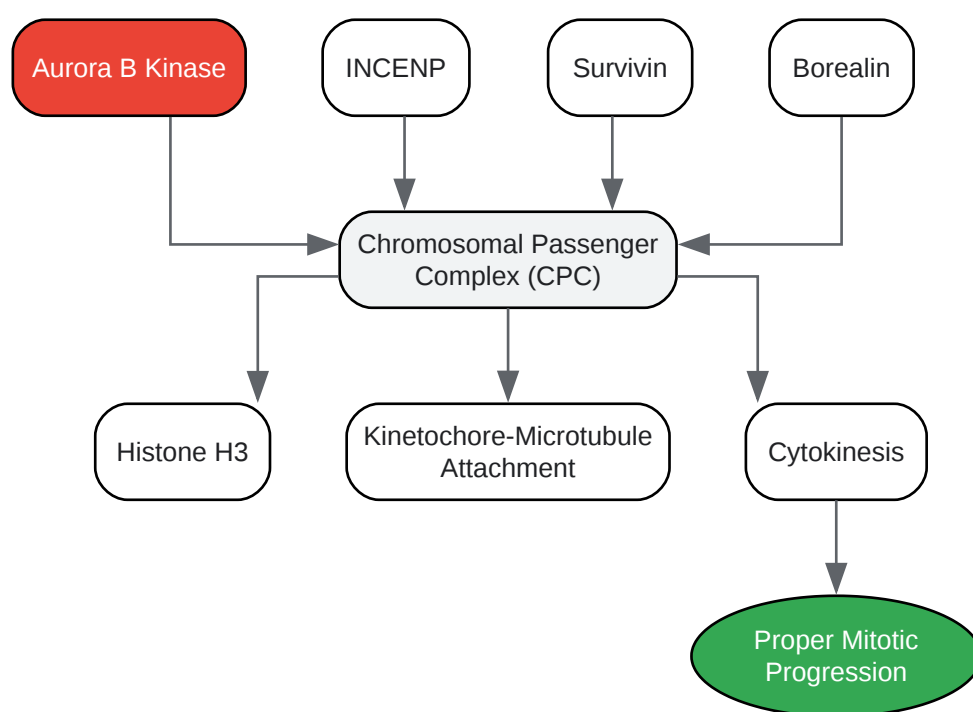 Aurora B Kinase
INCENP
Survivin
Borealin
Chromosomal Passenger
Complex (CPC)
Histone H3
Kinetochore-Microtubule
Attachment
Cytokinesis
Proper Mitotic
Progression